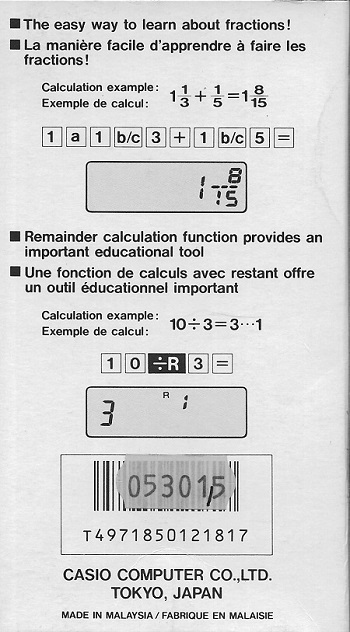 ■ The easy way to learn about fractions!
■ La manière facile d'apprendre à faire les
fractions!
Calculation example:
Exemple de calcul:
1 1/3 + 1/5 = 1 8/15
1 a 1 b/c 3 + 1 b/c 5 =
1 8/15
■ Remainder calculation function provides an
important educational tool
■ Une fonction de calculs avec restant offre
un outil éducationnel important
Calculation example:
Exemple de calcul:
10÷3=3···1
1 0 ÷R 3 =
3 R 1
053015
T4971850121817
CASIO COMPUTER CO.,LTD.
TOKYO, JAPAN
MADE IN MALAYSIA / FABRIQUE EN MALAISIE